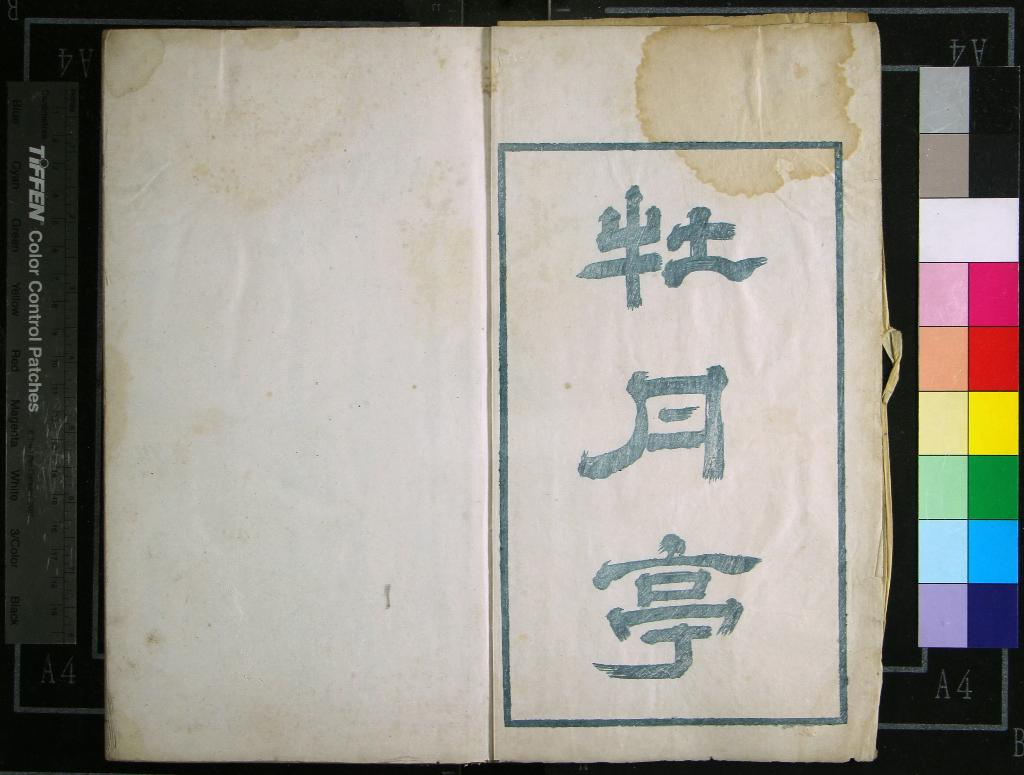 牡丹亭
TIFFEN Color Control Patches
Blue Cyan Green Yellow Red Magenta White 3/Color Black
A4
A4
A4
A4
B
B